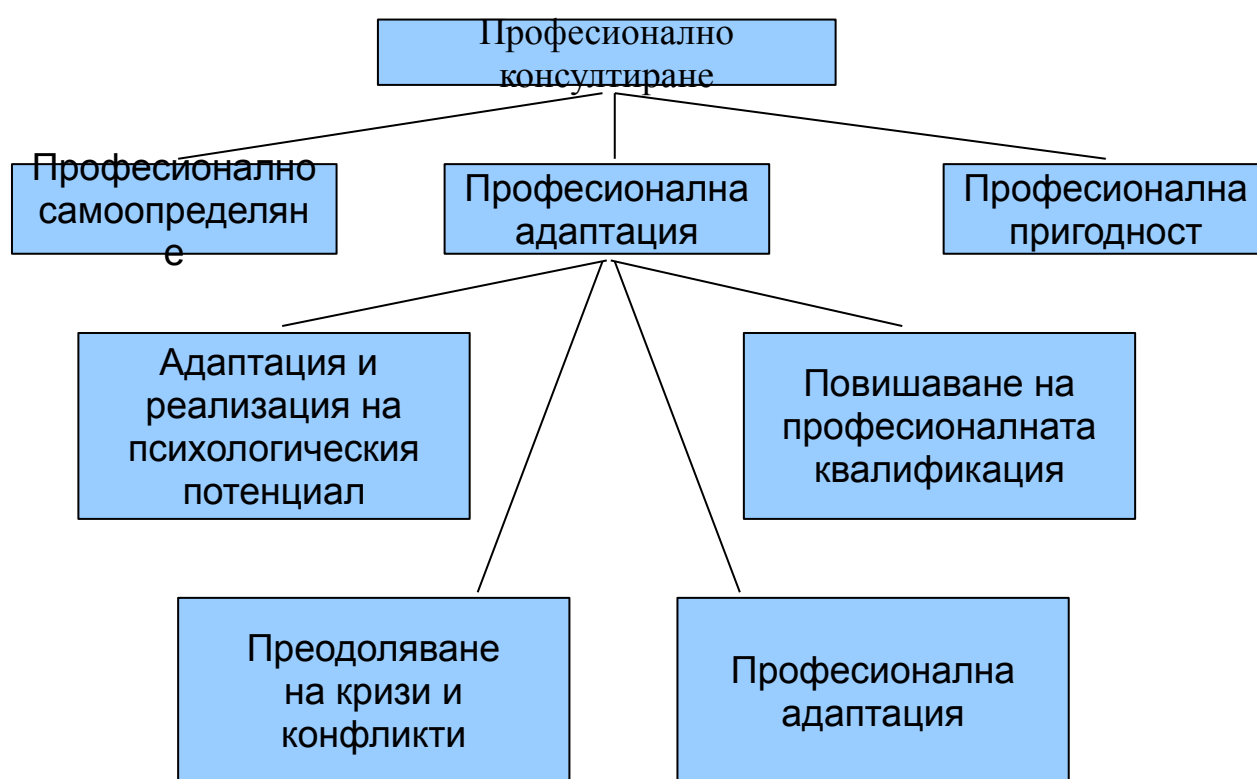 Професионално
консултиране
Професионално
самоопределян
е
Професионална
адаптация
Професионална
пригодност
Адаптация и
реализация на
психологическия
потенциал
Повишаване на
професионалната
квалификация
Преодоляване
на кризи и
конфликти
Професионална
адаптация